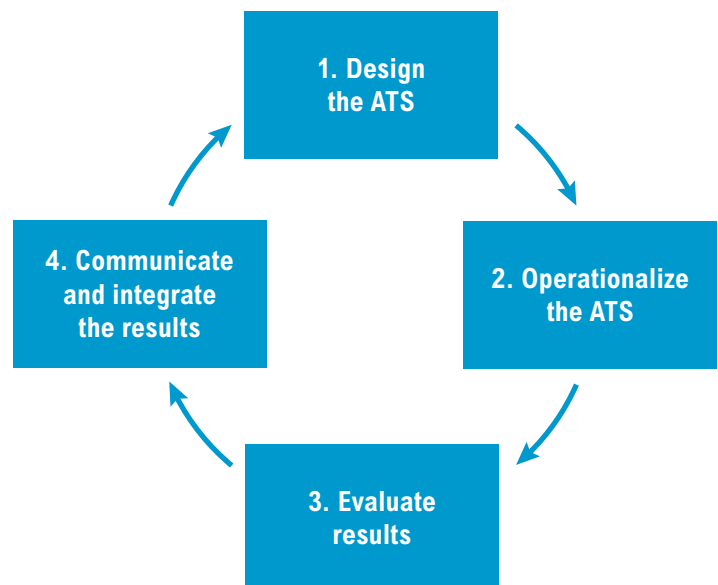 1. Design
the ATS
2. Operationalize
the ATS
3. Evaluate
results
4. Communicate
and integrate
the results